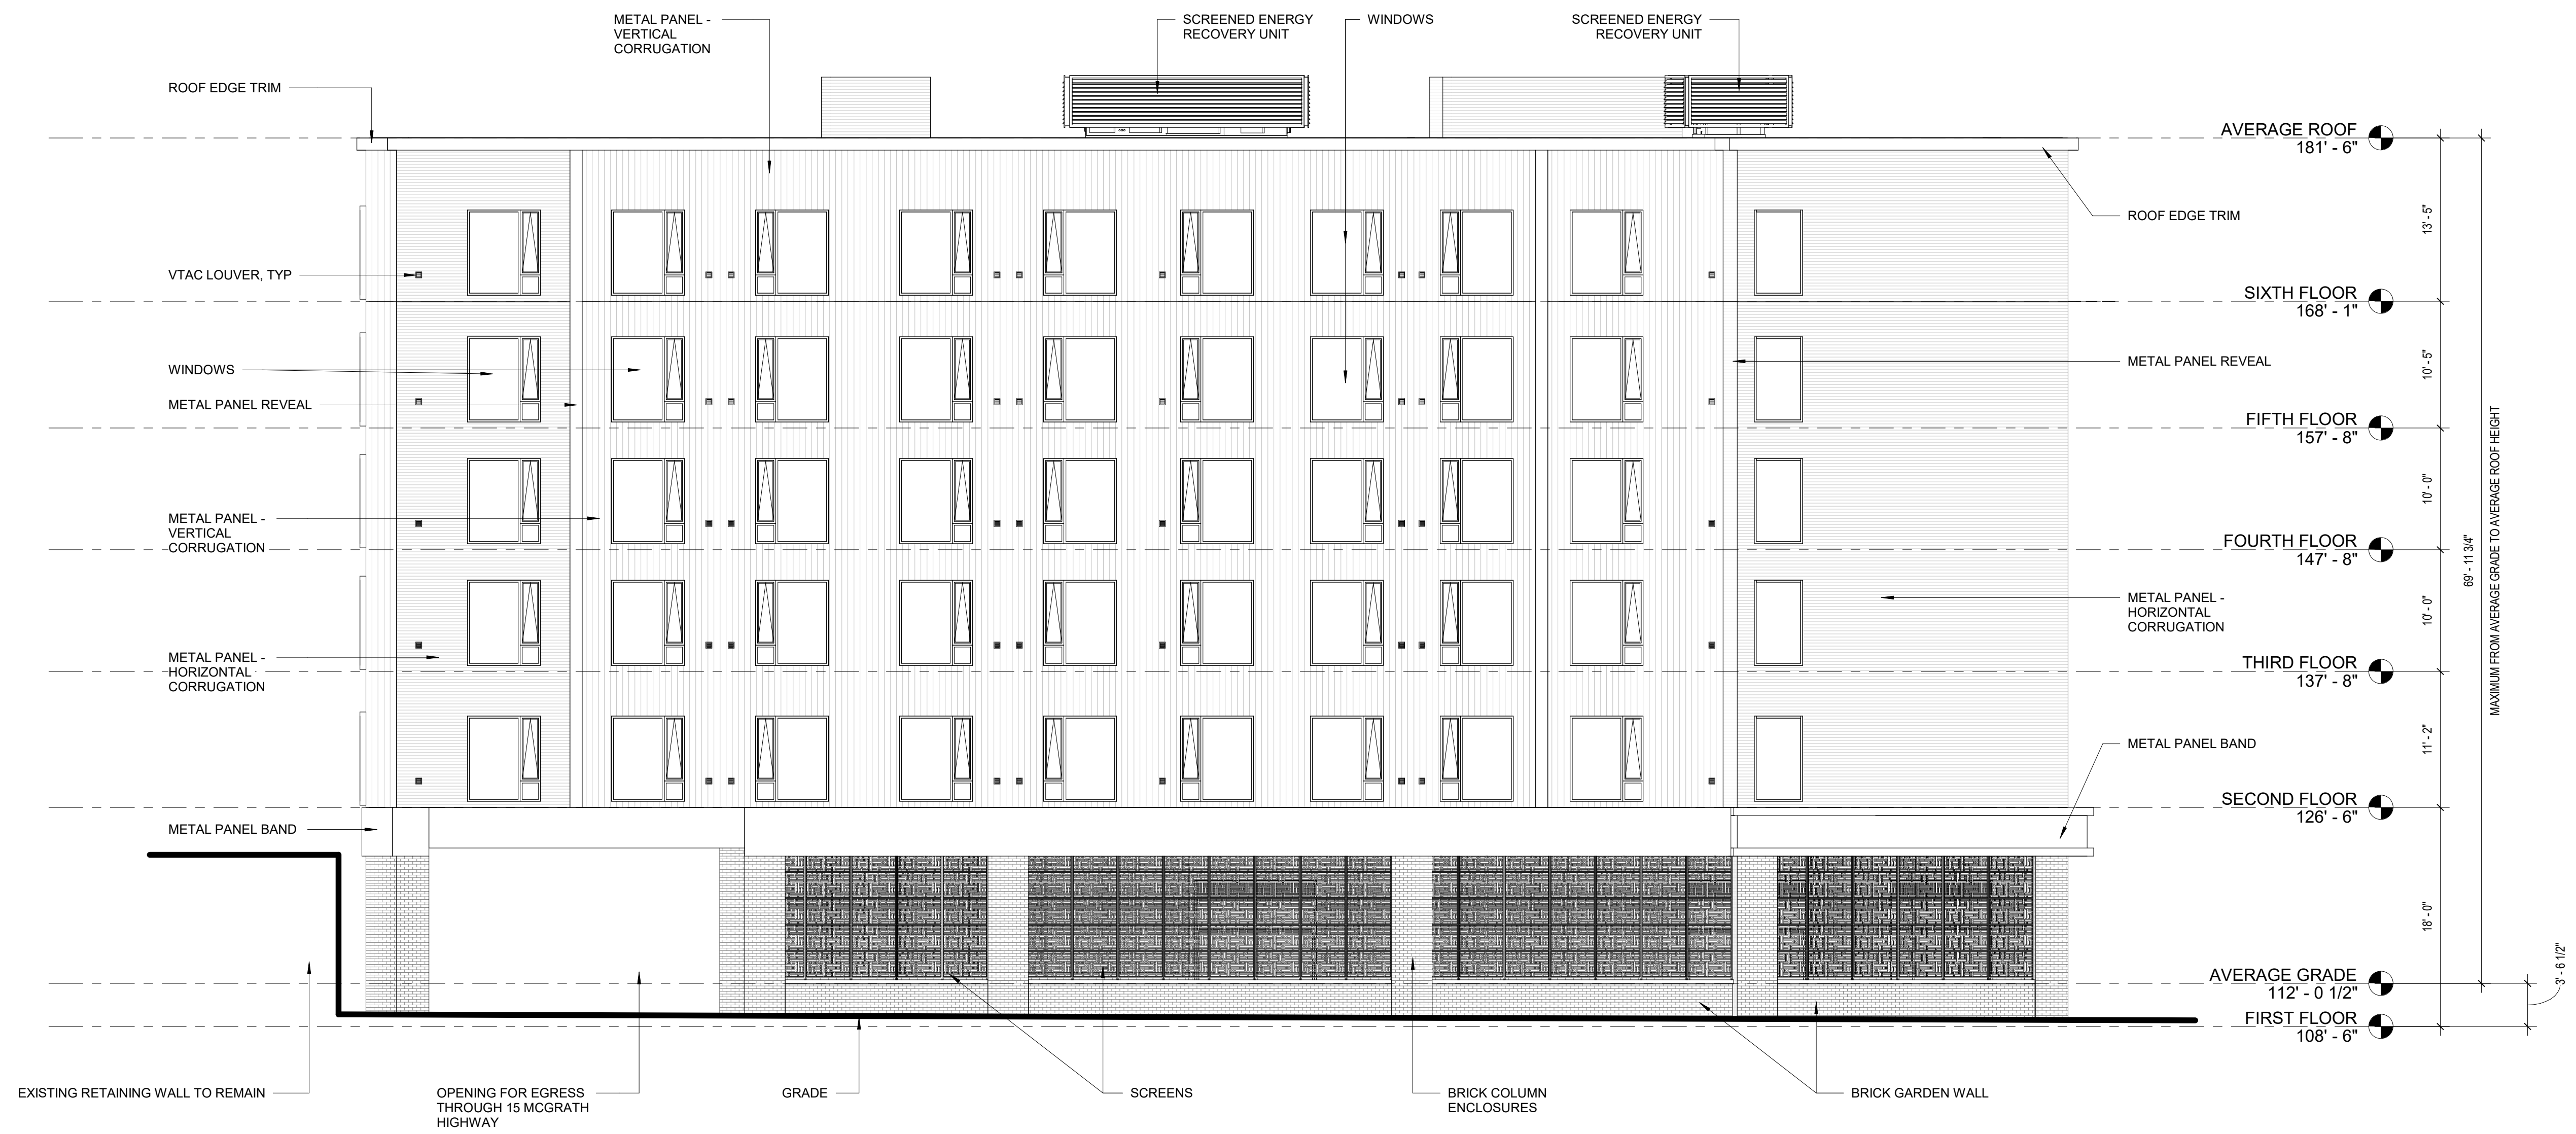 METAL PANEL -
VERTICAL
CORRUGATION
SCREENED ENERGY
RECOVERY UNIT
WINDOWS
SCREENED ENERGY
RECOVERY UNIT
ROOF EDGE TRIM
AVERAGE ROOF
181' - 6"
ROOF EDGE TRIM
13' - 5"
VTAC LOUVER, TYP
SIXTH FLOOR
168' - 1"
WINDOWS
METAL PANEL REVEAL
10' - 5"
METAL PANEL REVEAL
FIFTH FLOOR
157' - 8"
10' - 0"
METAL PANEL -
VERTICAL
CORRUGATION
FOURTH FLOOR
147' - 8"
69' - 11 3/4"
MAXIMUM FROM AVERAGE GRADE TO AVERAGE ROOF HEIGHT
METAL PANEL -
HORIZONTAL
CORRUGATION
10' - 0"
METAL PANEL -
HORIZONTAL
CORRUGATION
THIRD FLOOR
137' - 8"
11' - 2"
METAL PANEL BAND
SECOND FLOOR
126' - 6"
METAL PANEL BAND
18' - 0"
AVERAGE GRADE
112' - 0 1/2"
3' - 6 1/2"
FIRST FLOOR
108' - 6"
EXISTING RETAINING WALL TO REMAIN
OPENING FOR EGRESS
THROUGH 15 MCGRATH
HIGHWAY
GRADE
SCREENS
BRICK COLUMN
ENCLOSURES
BRICK GARDEN WALL